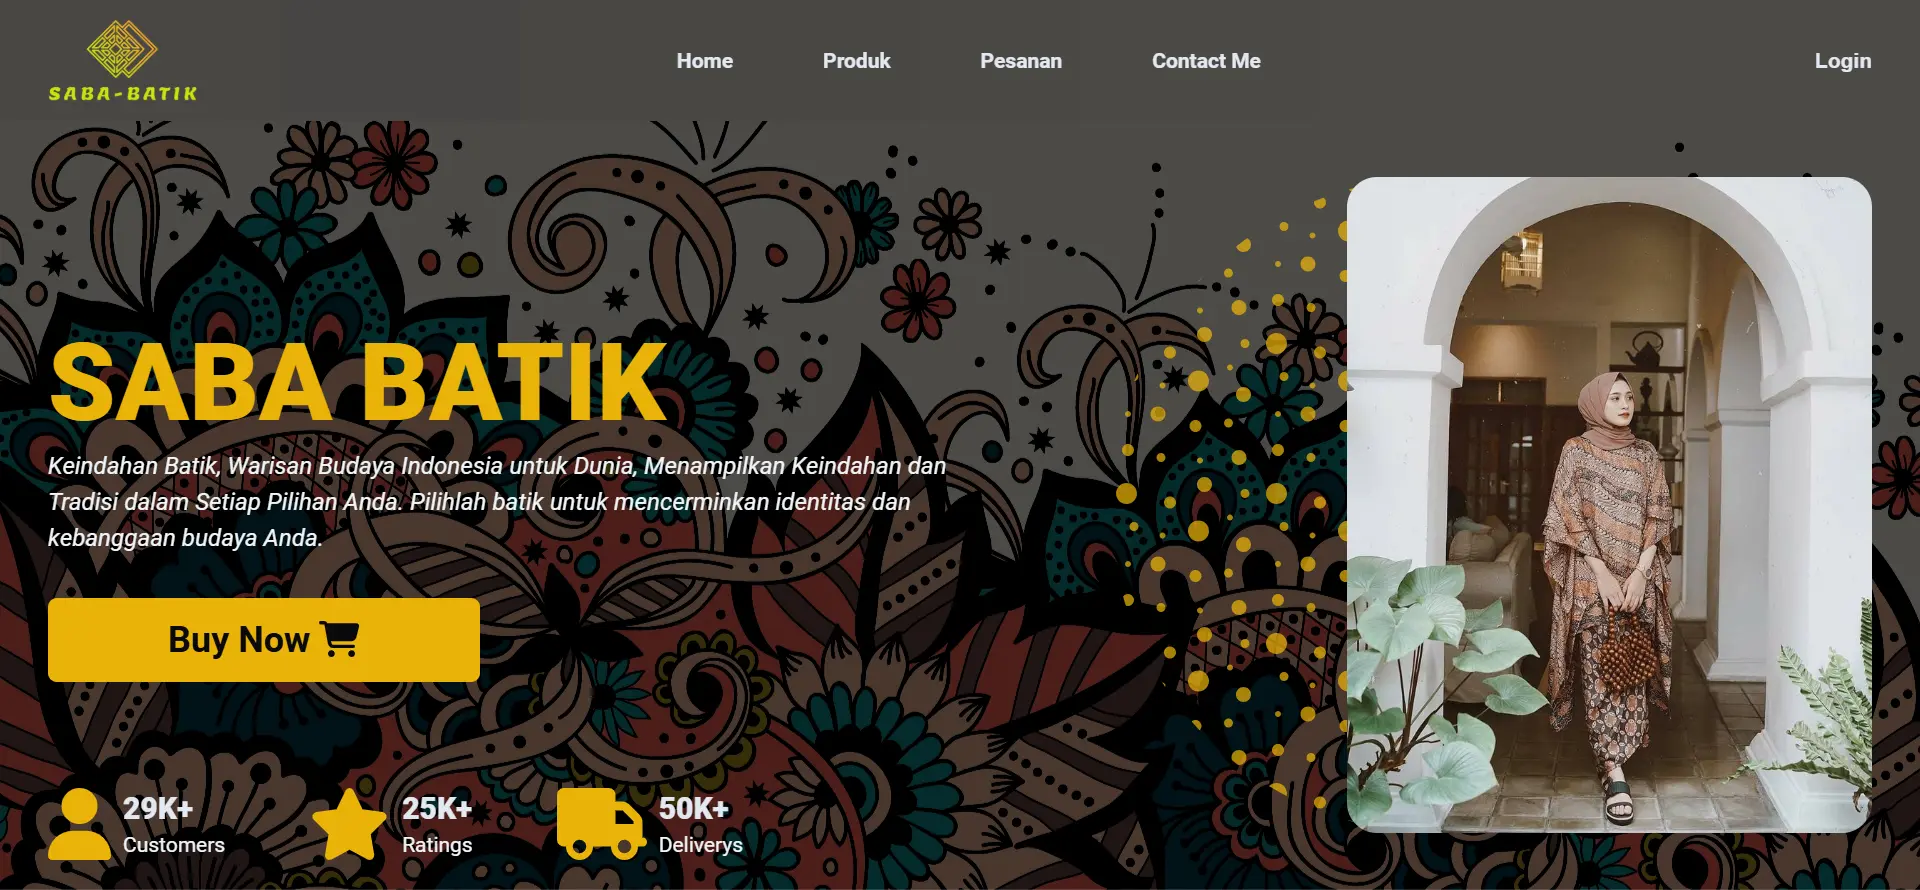 SABA-BATIK
Home
Produk
Pesanan
Contact Me
Login
SABA BATIK
Keindahan Batik, Warisan Budaya Indonesia untuk Dunia, Menampilkan Keindahan dan
Tradisi dalam Setiap Pilihan Anda. Pilihlah batik untuk mencerminkan identitas dan
kebanggaan budaya Anda.
Buy Now
29K+
Customers
25K+
Ratings
50K+
Deliverys